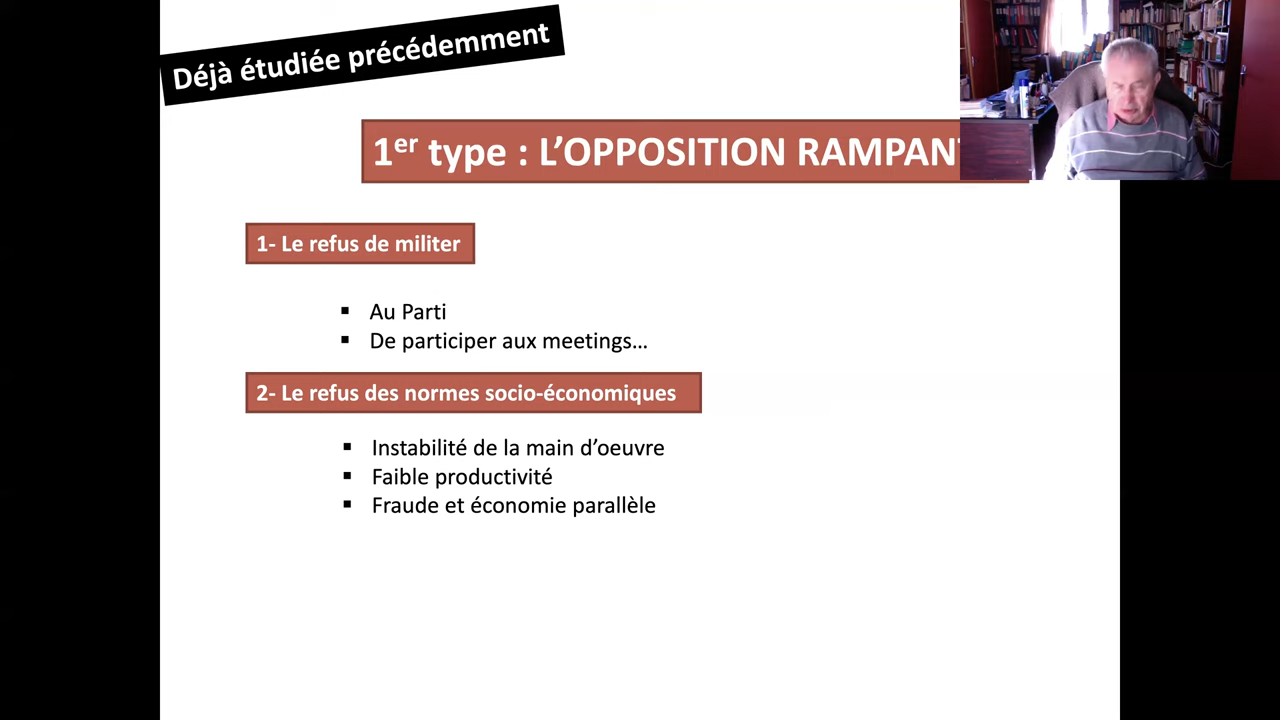 Déjà étudiée précédemment
1er type : L’OPPOSITION RAMPAN
1- Le refus de militer
▪ Au Parti
▪ De participer aux meetings…
2- Le refus des normes socio-économiques
▪ Instabilité de la main d’oeuvre
▪ Faible productivité
▪ Fraude et économie parallèle